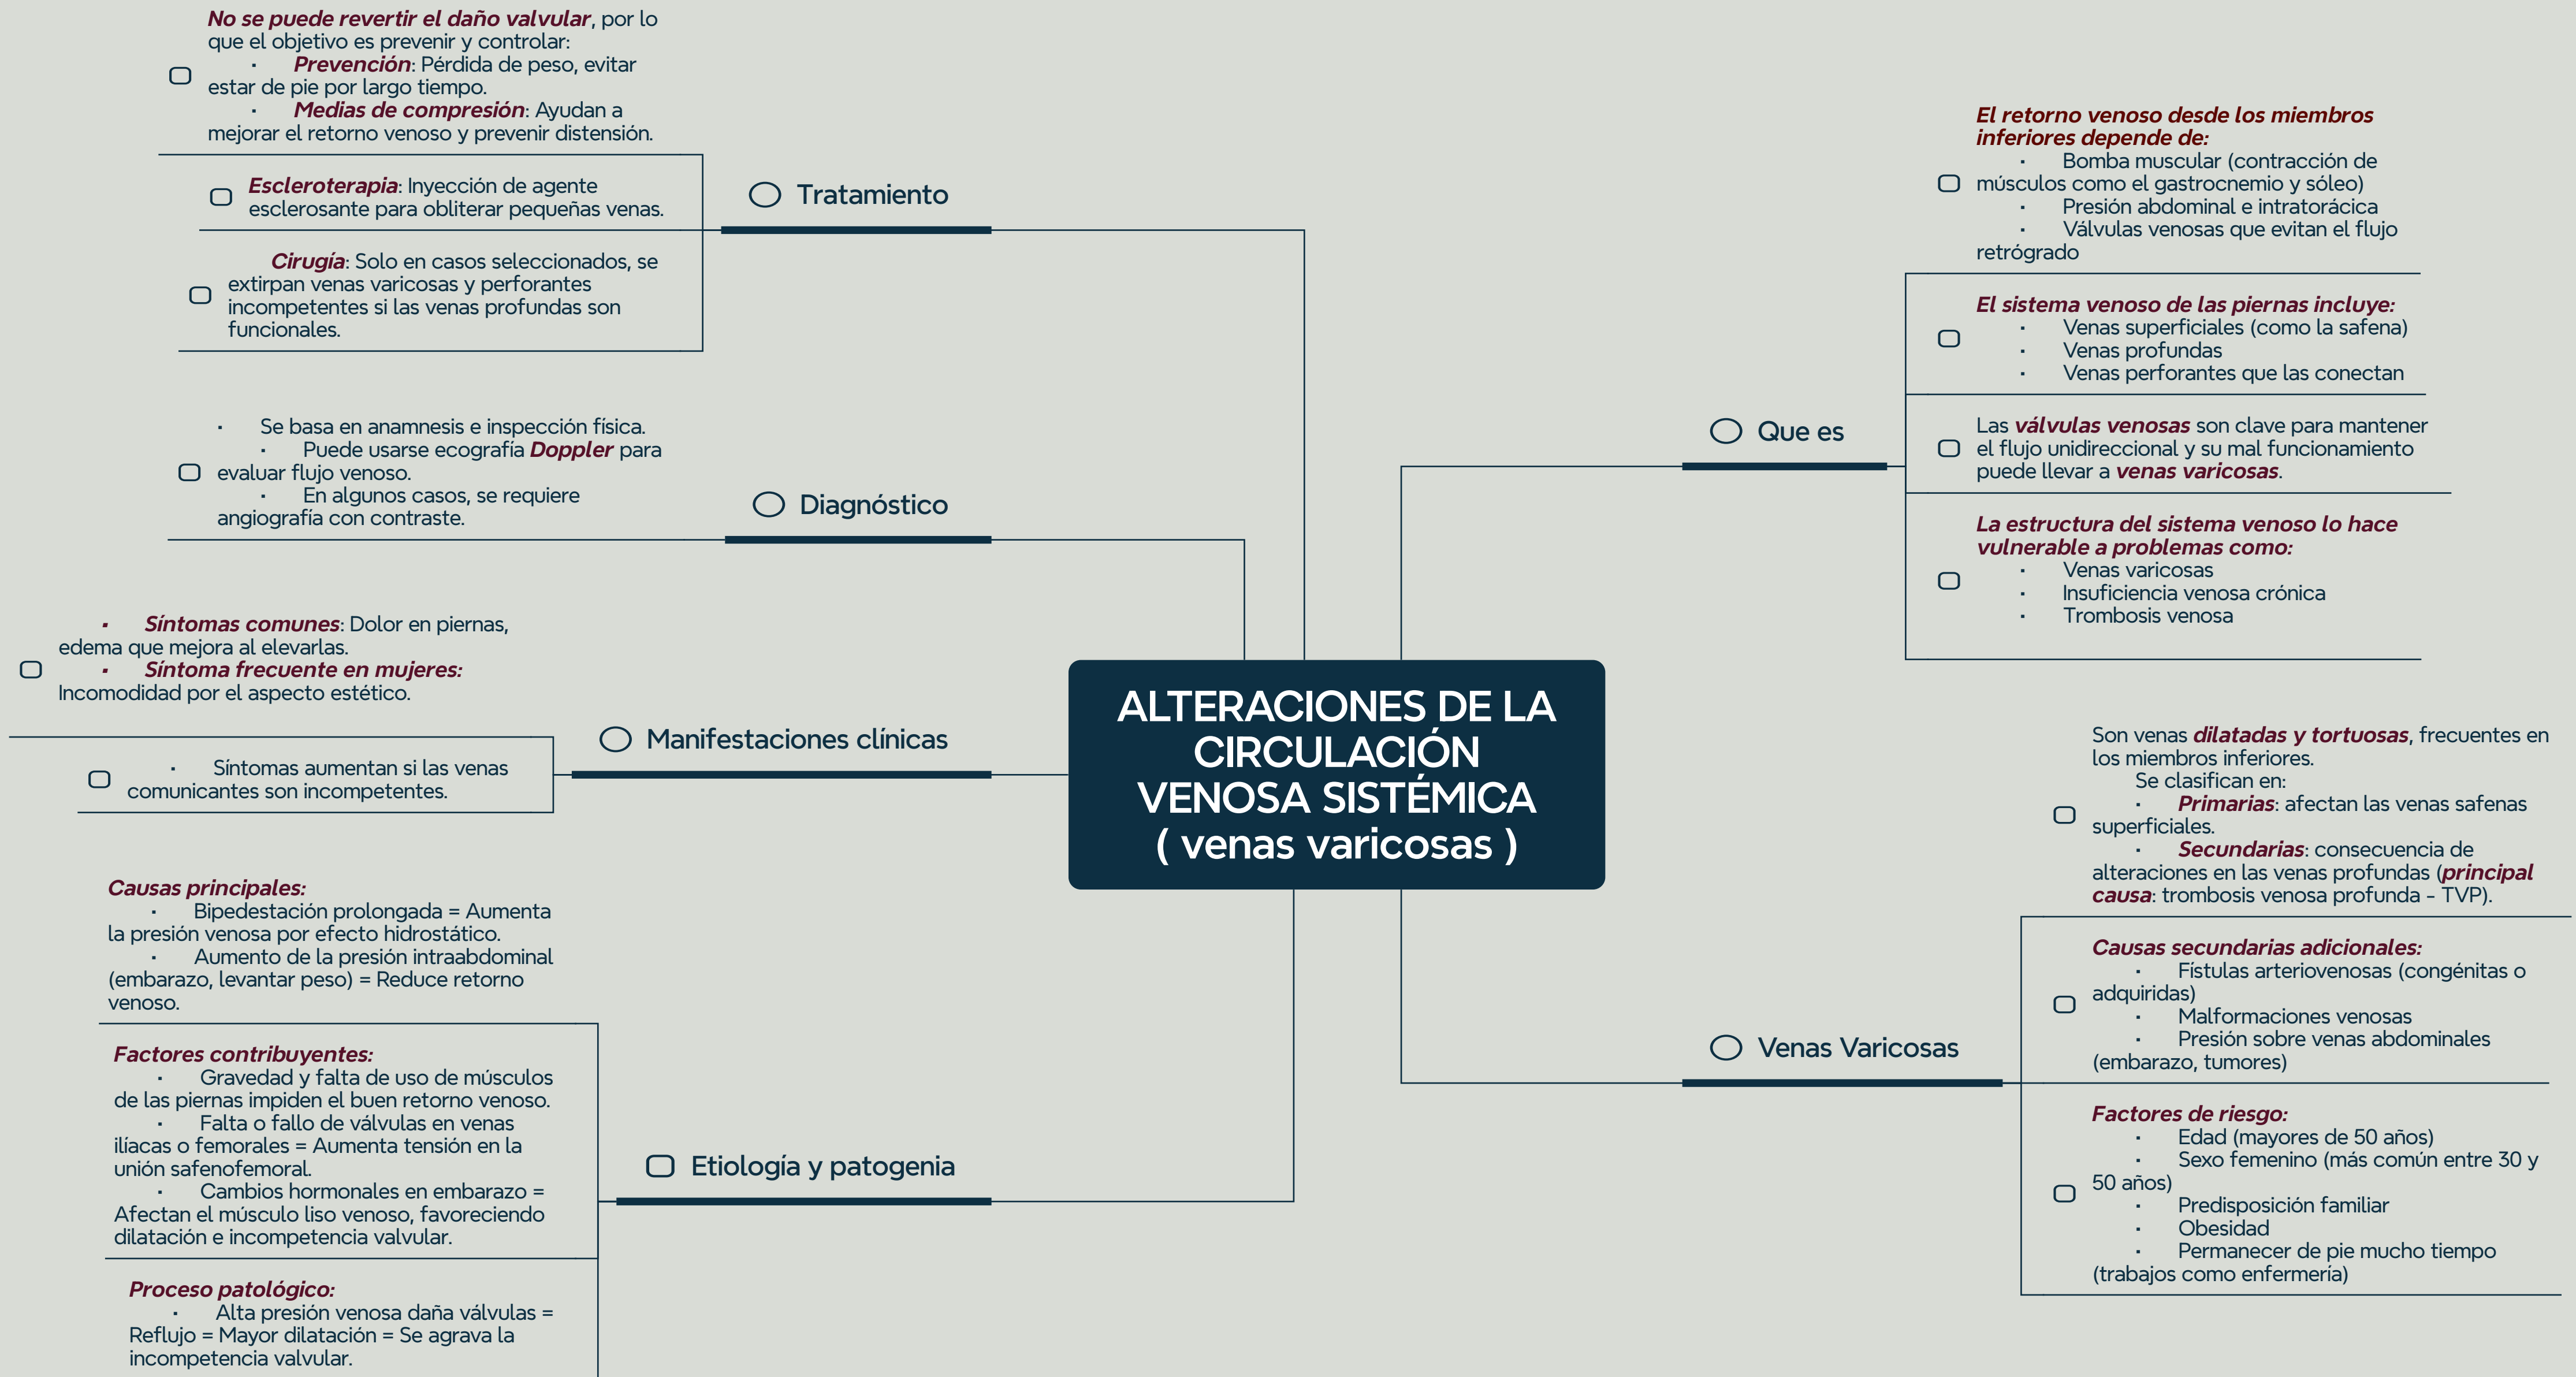 No se puede revertir el daño valvular, por lo
que el objetivo es prevenir y controlar:
· Prevención: Pérdida de peso, evitar
estar de pie por largo tiempo.
· Medias de compresión: Ayudan a
mejorar el retorno venoso y prevenir distensión.
Escleroterapia: Inyección de agente
esclerosante para obliterar pequeñas venas.
Cirugía: Solo en casos seleccionados, se
extirpan venas varicosas y perforantes
incompetentes si las venas profundas son
funcionales.
Tratamiento
· Se basa en anamnesis e inspección física.
· Puede usarse ecografía Doppler para
evaluar flujo venoso.
· En algunos casos, se requiere
angiografía con contraste.
Diagnóstico
· Síntomas comunes: Dolor en piernas,
edema que mejora al elevarlas.
· Síntoma frecuente en mujeres:
Incomodidad por el aspecto estético.
· Síntomas aumentan si las venas
comunicantes son incompetentes.
Manifestaciones clínicas
Causas principales:
· Bipedestación prolongada = Aumenta
la presión venosa por efecto hidrostático.
· Aumento de la presión intraabdominal
(embarazo, levantar peso) = Reduce retorno
venoso.
Factores contribuyentes:
· Gravedad y falta de uso de músculos
de las piernas impiden el buen retorno venoso.
· Falta o fallo de válvulas en venas
ilíacas o femorales = Aumenta tensión en la
unión safenofemoral.
· Cambios hormonales en embarazo =
Afectan el músculo liso venoso, favoreciendo
dilatación e incompetencia valvular.
Proceso patológico:
· Alta presión venosa daña válvulas =
Reflujo = Mayor dilatación = Se agrava la
incompetencia valvular.
Etiología y patogenia
ALTERACIONES DE LA
CIRCULACIÓN
VENOSA SISTÉMICA
( venas varicosas )
Que es
El retorno venoso desde los miembros
inferiores depende de:
· Bomba muscular (contracción de
músculos como el gastrocnemio y sóleo)
· Presión abdominal e intratorácica
· Válvulas venosas que evitan el flujo
retrógrado
El sistema venoso de las piernas incluye:
· Venas superficiales (como la safena)
· Venas profundas
· Venas perforantes que las conectan
Las válvulas venosas son clave para mantener
el flujo unidireccional y su mal funcionamiento
puede llevar a venas varicosas.
La estructura del sistema venoso lo hace
vulnerable a problemas como:
· Venas varicosas
· Insuficiencia venosa crónica
· Trombosis venosa
Venas Varicosas
Son venas dilatadas y tortuosas, frecuentes en
los miembros inferiores.
Se clasifican en:
· Primarias: afectan las venas safenas
superficiales.
· Secundarias: consecuencia de
alteraciones en las venas profundas (principal
causa: trombosis venosa profunda - TVP).
Causas secundarias adicionales:
· Fístulas arteriovenosas (congénitas o
adquiridas)
· Malformaciones venosas
· Presión sobre venas abdominales
(embarazo, tumores)
Factores de riesgo:
· Edad (mayores de 50 años)
· Sexo femenino (más común entre 30 y
50 años)
· Predisposición familiar
· Obesidad
· Permanecer de pie mucho tiempo
(trabajos como enfermería)